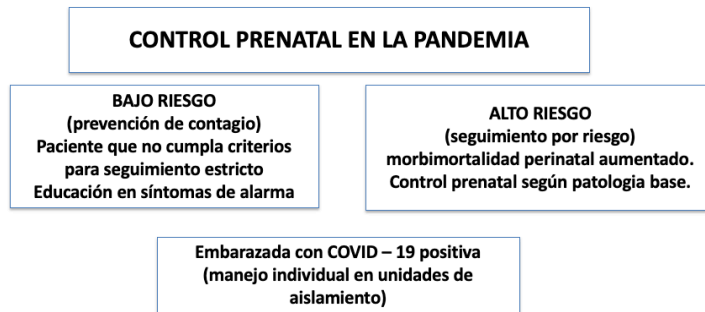 CONTROL PRENATAL EN LA PANDEMIA
BAJO RIESGO
(prevención de contagio)
Paciente que no cumpla criterios
para seguimiento estricto
Educación en síntomas de alarma
ALTO RIESGO
(seguimiento por riesgo)
morbimortalidad perinatal aumentado.
Control prenatal según patologia base.
Embarazada con COVID – 19 positiva
(manejo individual en unidades de
aislamiento)